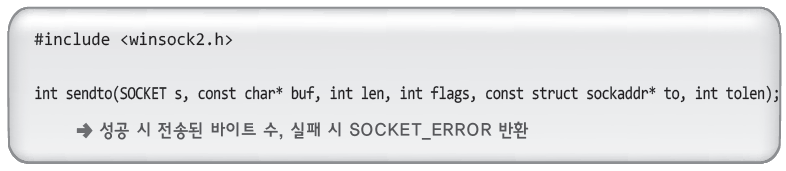 #include <winsock2.h>
int sendto(SOCKET s, const char* buf, int len, int flags, const struct sockaddr* to, int tolen);
➔ 성공 시 전송된 바이트 수, 실패 시 SOCKET_ERROR 반환